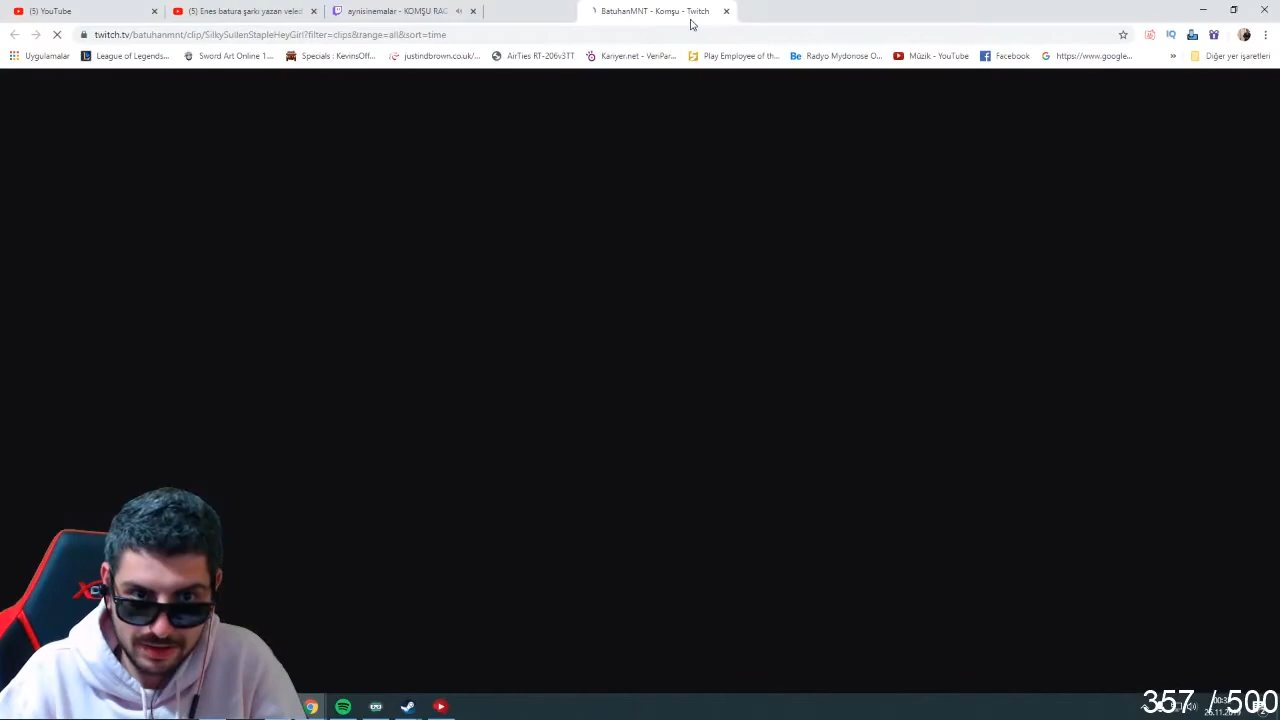 (5) YouTube
(5) Enes batura şarkı yazan veled
aynisinemalar - KOMŞU RAC
BatuhanMNT - Komşu - Twitch
twitch.tv/batuhanmnt/clip/SilkySullenStapleHeyGirl?filter=clips&range=all&sort=time
Uygulamalar
League of Legends...
Sword Art Online 1...
Specials : KevinsOff...
justindbrown.co.uk/...
AirTies RT-206v3TT
Kariyer.net - VenPar...
Play Employee of th...
Radyo Mydonose O...
Müzik - YouTube
Facebook
https://www.google...
»
Diğer yer işaretleri
357 / 500